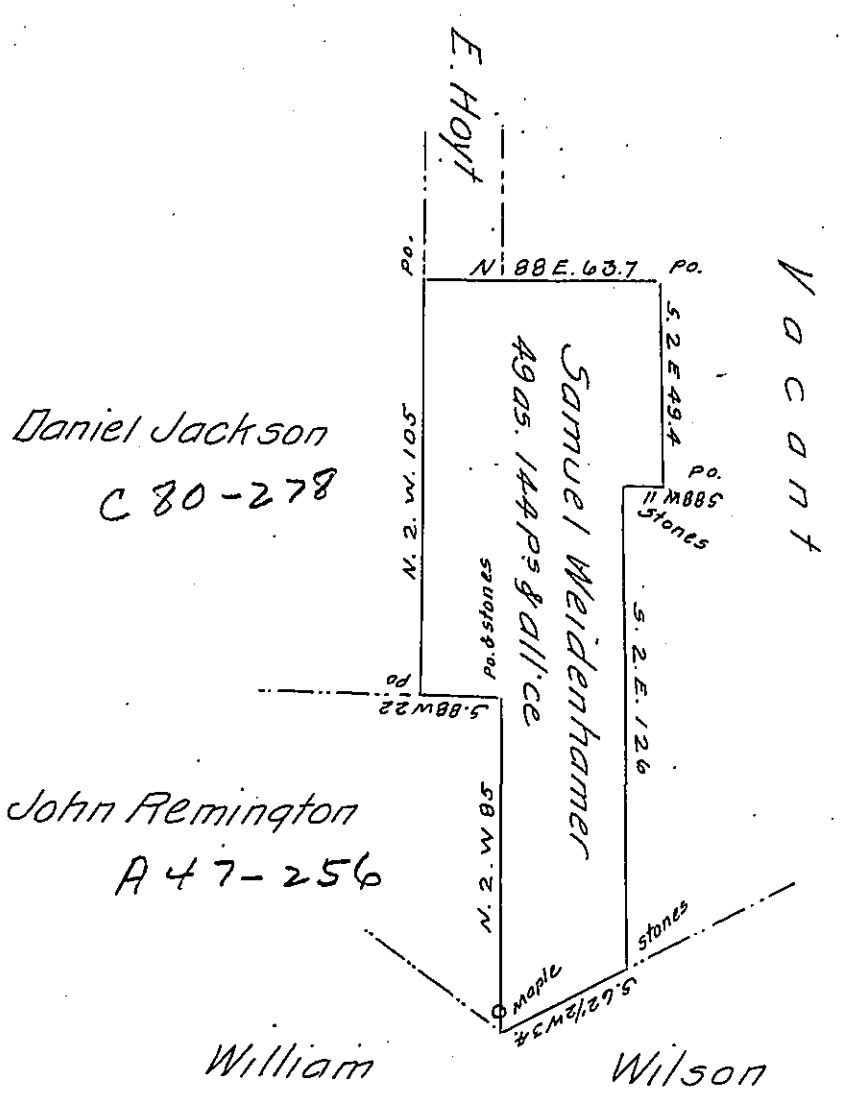 E. Hoyt
Po.
N 88 E. 63.7
Po.
Vacant
S. 2 E 49.4
Po.
S88W 11
Stones
Daniel Jackson
C 80-278
N. 2. W. 105
Samuel Weidenhamer
49 as. 144 Ps & all'ce
Po. & stones
S. 2. E. 126
Po
S. 88 W 22
John Remington
A 47-256
N. 2. W 85
stones
Maple
S. 62 1/2 W 34.
William Wilson